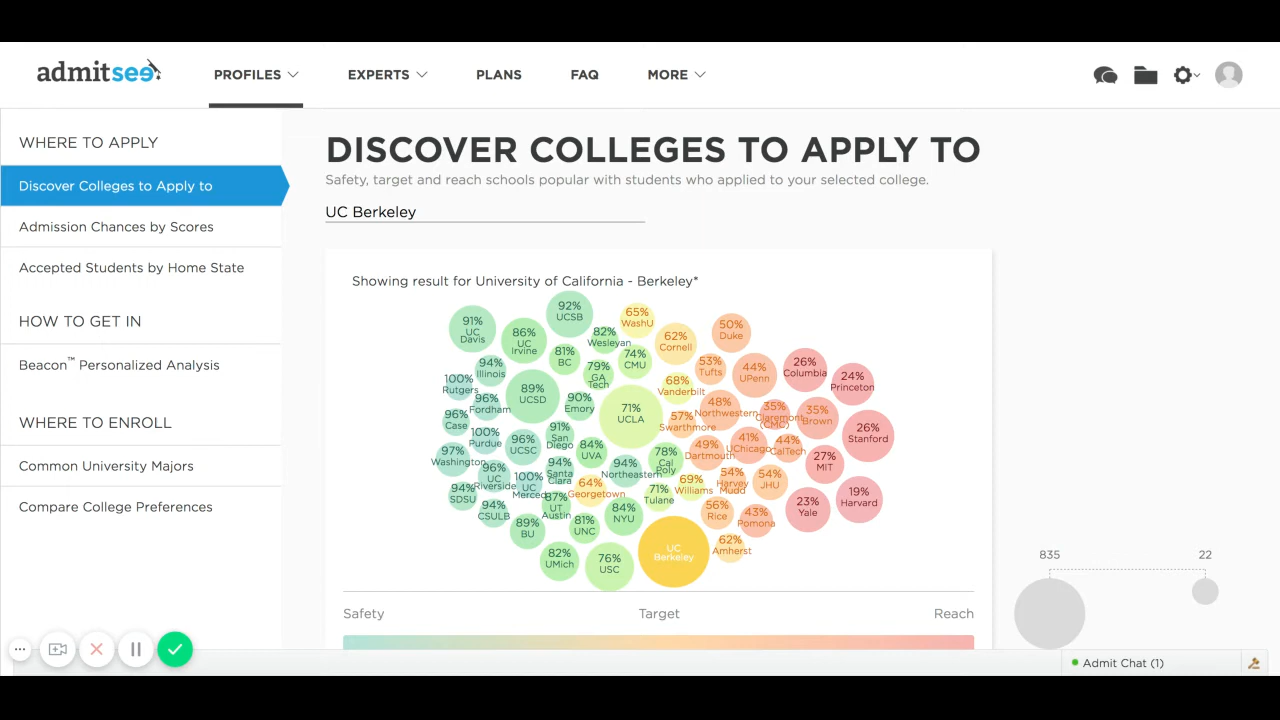 admitsee
PROFILES
EXPERTS
PLANS
FAQ
MORE
WHERE TO APPLY
Discover Colleges to Apply to
Admission Chances by Scores
Accepted Students by Home State
HOW TO GET IN
Beacon™ Personalized Analysis
WHERE TO ENROLL
Common University Majors
Compare College Preferences
DISCOVER COLLEGES TO APPLY TO
Safety, target and reach schools popular with students who applied to your selected college.
UC Berkeley
Showing result for University of California - Berkeley*
91%
UC
Davis
86%
UC
Irvine
92%
UCSB
82%
Wesleyan
65%
WashU
62%
Cornell
50%
Duke
94%
Illinois
81%
BC
79%
GA
Tech
74%
CMU
53%
Tufts
44%
UPenn
26%
Columbia
24%
Princeton
100%
Rutgers
96%
Fordham
89%
UCSD
90%
Emory
71%
UCLA
68%
Vanderbilt
48%
Northwestern
35%
Claremont
(CMC)
35%
Brown
26%
Stanford
96%
Case
100%
Purdue
96%
UCSC
91%
San
Diego
84%
UVA
57%
Swarthmore
49%
Dartmouth
41%
UChicago
44%
CalTech
27%
MIT
97%
Washington
96%
UC
Riverside
100%
UC
Merced
94%
Santa
Clara
94%
Northeastern
78%
Cal
Poly
69%
Williams
54%
Harvey
Mudd
54%
JHU
19%
Harvard
94%
SDSU
94%
CSULB
87%
UT
Austin
64%
Georgetown
71%
Tulane
56%
Rice
43%
Pomona
23%
Yale
89%
BU
81%
UNC
84%
NYU
82%
UMich
76%
USC
UC
Berkeley
62%
Amherst
835
22
Safety
Target
Reach
Admit Chat (1)